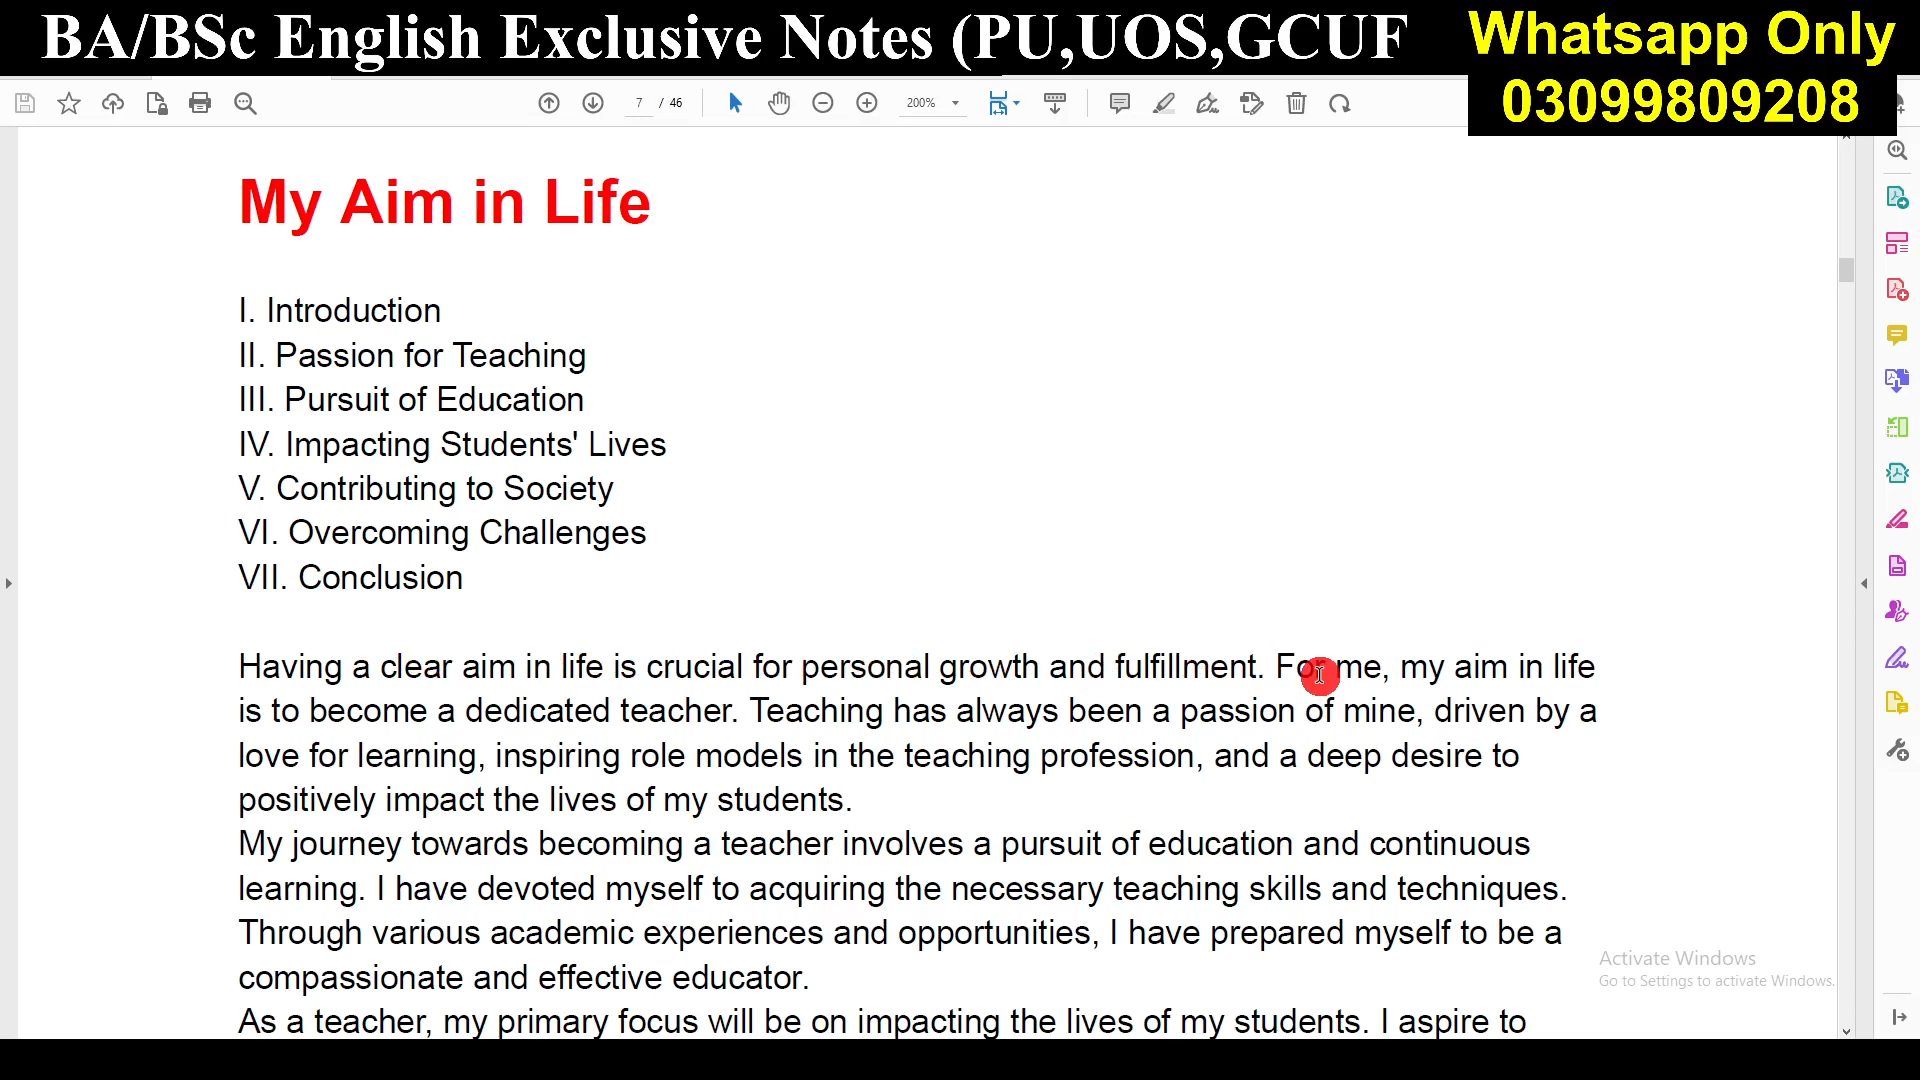 BA/BSc English Exclusive Notes (PU,UOS,GCUF
Whatsapp Only
03099809208
7 / 46
200%
My Aim in Life
I. Introduction
II. Passion for Teaching
III. Pursuit of Education
IV. Impacting Students' Lives
V. Contributing to Society
VI. Overcoming Challenges
VII. Conclusion
Having a clear aim in life is crucial for personal growth and fulfillment. For me, my aim in life
is to become a dedicated teacher. Teaching has always been a passion of mine, driven by a
love for learning, inspiring role models in the teaching profession, and a deep desire to
positively impact the lives of my students.
My journey towards becoming a teacher involves a pursuit of education and continuous
learning. I have devoted myself to acquiring the necessary teaching skills and techniques.
Through various academic experiences and opportunities, I have prepared myself to be a
compassionate and effective educator.
As a teacher, my primary focus will be on impacting the lives of my students. I aspire to
Activate Windows
Go to Settings to activate Windows.